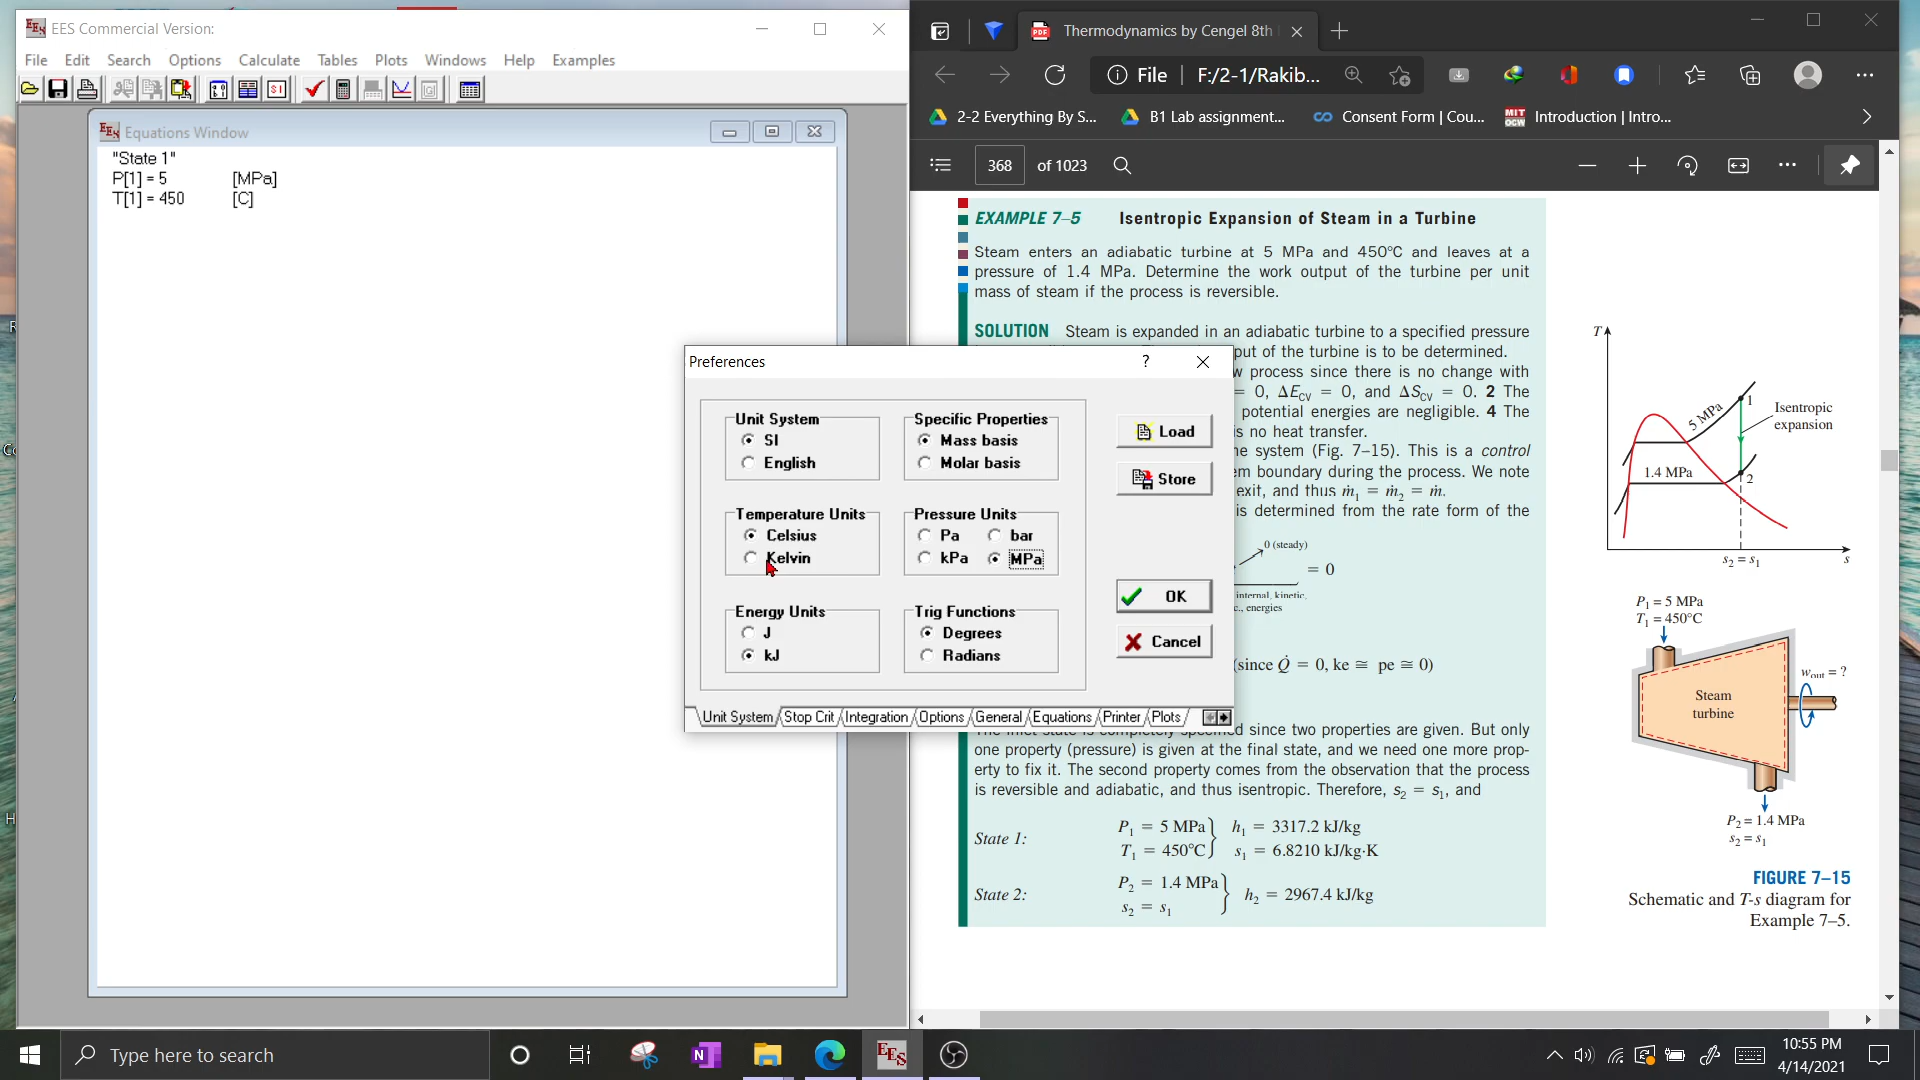 EES Commercial Version:
File Edit Search Options Calculate Tables Plots Windows Help Examples
Equations Window
"State 1"
P[1] = 5 [MPa]
T[1] = 450 [C]
Thermodynamics by Cengel 8th
File F:/2-1/Rakib...
2-2 Everything By S...
B1 Lab assignment...
Consent Form | Cou...
MIT OCW
Introduction | Intro...
368 of 1023
EXAMPLE 7–5 Isentropic Expansion of Steam in a Turbine
Steam enters an adiabatic turbine at 5 MPa and 450°C and leaves at a
pressure of 1.4 MPa. Determine the work output of the turbine per unit
mass of steam if the process is reversible.
SOLUTION Steam is expanded in an adiabatic turbine to a specified pressure
put of the turbine is to be determined.
w process since there is no change with
= 0, ΔE_CV = 0, and ΔS_CV = 0. 2 The
potential energies are negligible. 4 The
is no heat transfer.
he system (Fig. 7–15). This is a control
em boundary during the process. We note
exit, and thus ṁ₁ = ṁ₂ = ṁ.
is determined from the rate form of the
0 (steady)
= 0
internal, kinetic,
c., energies
(since Q̇ = 0, ke ≅ pe ≅ 0)
The inlet state is completely specified since two properties are given. But only
one property (pressure) is given at the final state, and we need one more prop-
erty to fix it. The second property comes from the observation that the process
is reversible and adiabatic, and thus isentropic. Therefore, s₂ = s₁, and
State 1: P₁ = 5 MPa h₁ = 3317.2 kJ/kg
T₁ = 450°C s₁ = 6.8210 kJ/kg·K
State 2: P₂ = 1.4 MPa h₂ = 2967.4 kJ/kg
s₂ = s₁
Preferences ?
Unit System
SI
English
Specific Properties
Mass basis
Molar basis
Temperature Units
Celsius
Kelvin
Pressure Units
Pa bar
kPa MPa
Energy Units
J
kJ
Trig Functions
Degrees
Radians
Load
Store
OK
Cancel
Unit System Stop Crit Integration Options General Equations Printer Plots
T
5 MPa
1
Isentropic
expansion
1.4 MPa
2
s₂ = s₁
s
P₁ = 5 MPa
T₁ = 450°C
w_out = ?
Steam
turbine
P₂ = 1.4 MPa
s₂ = s₁
FIGURE 7–15
Schematic and T-s diagram for
Example 7–5.
Type here to search
10:55 PM
4/14/2021